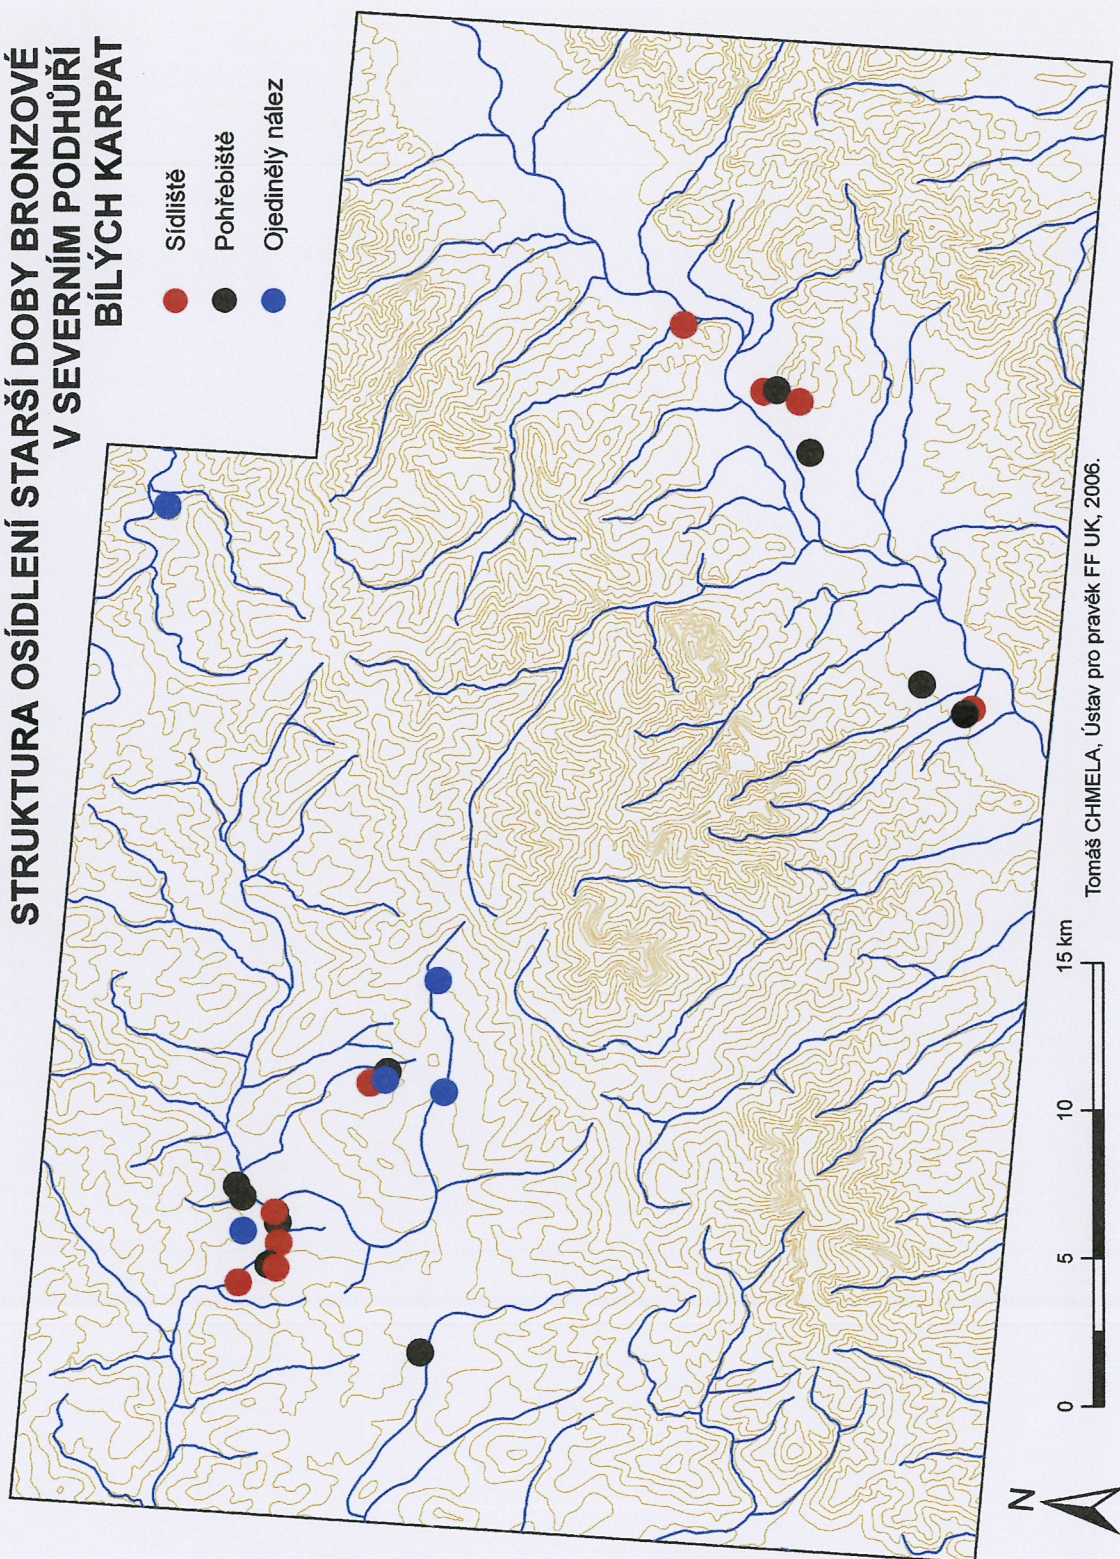 STRUKTURA OSÍDLENÍ STARŠÍ DOBY BRONZOVÉ
V SEVERNÍM PODHŮŘÍ
BÍLÝCH KARPAT
Sídliště
Pohřebiště
Ojedinělý nález
N
0
5
10
15 km
Tomáš CHMELA, Ústav pro pravěk FF UK, 2006.